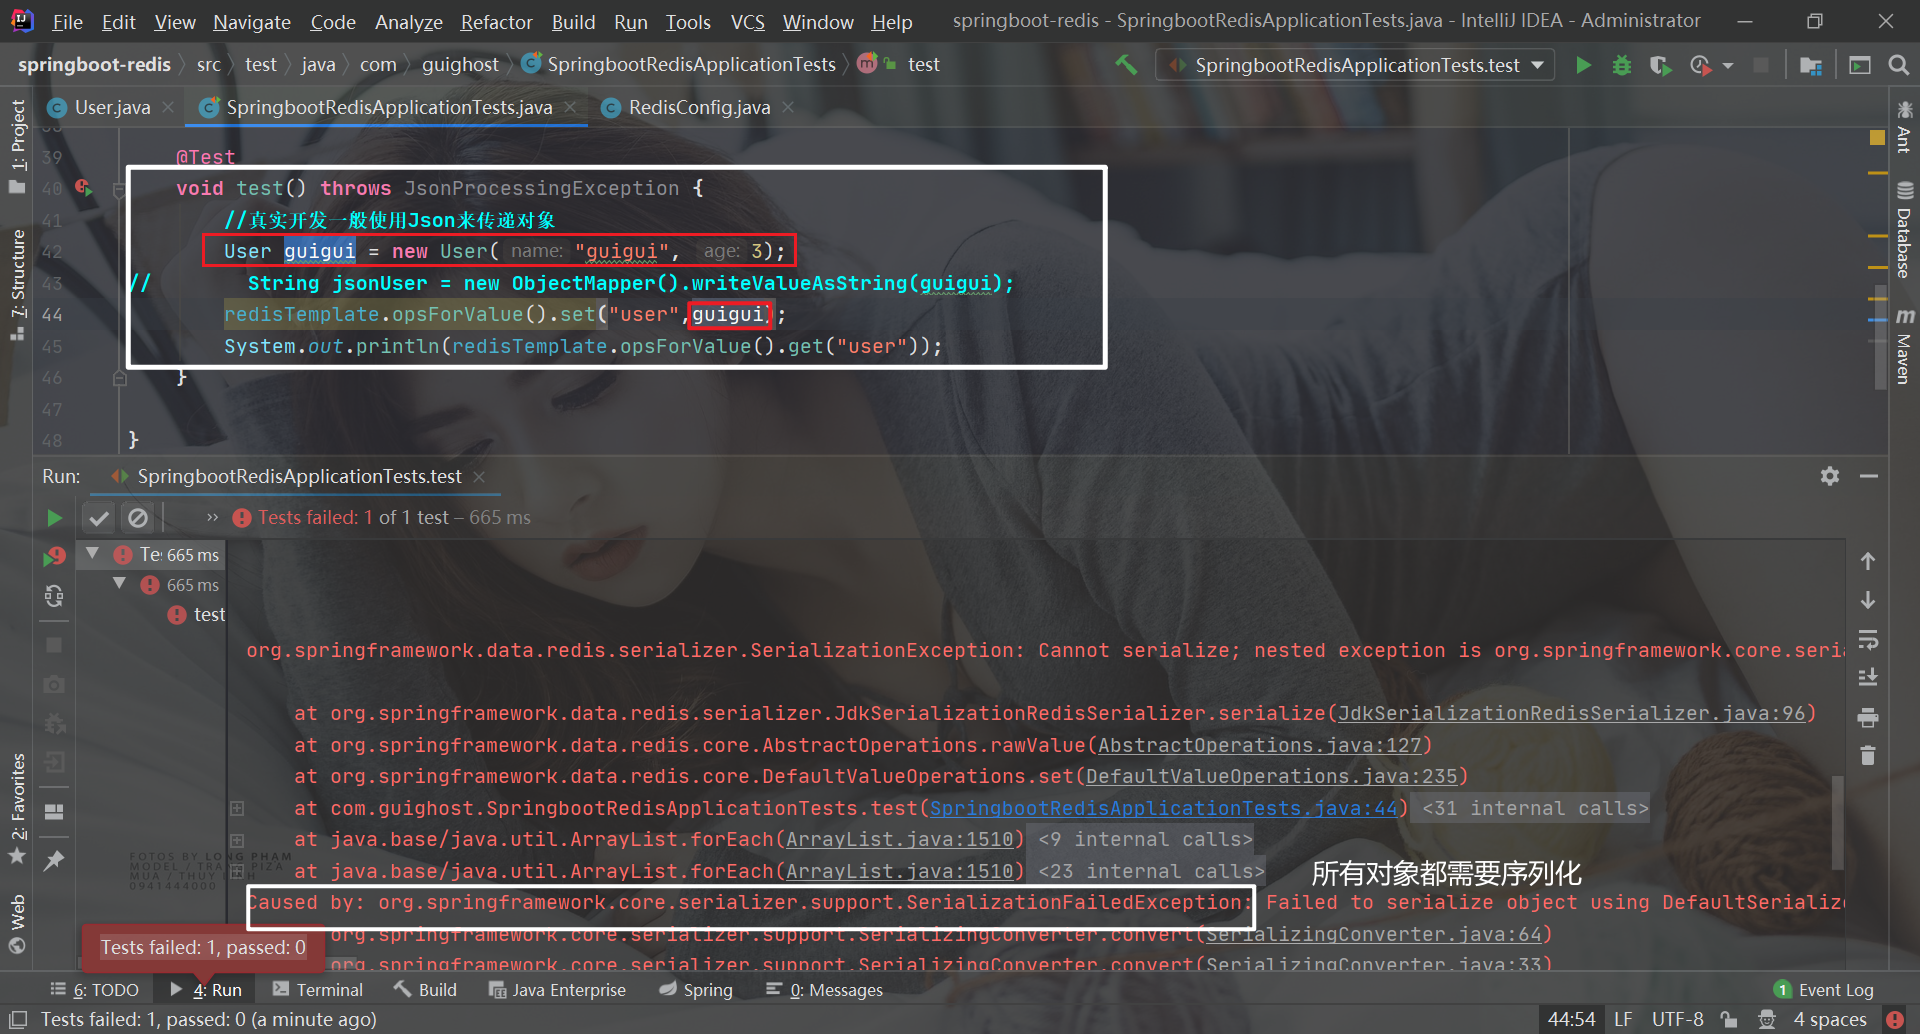 File Edit View Navigate Code Analyze Refactor Build Run Tools VCS Window Help springboot-redis - SpringbootRedisApplicationTests.java - IntelliJ IDEA - Administrator
springboot-redis src test java com guighost SpringbootRedisApplicationTests test SpringbootRedisApplicationTests.test
User.java SpringbootRedisApplicationTests.java RedisConfig.java
1: Project
7: Structure
2: Favorites
Web
Ant
Database
Maven
39 @Test
40 void test() throws JsonProcessingException {
41 //真实开发一般使用Json来传递对象
42 User guigui = new User( name: "guigui", age: 3);
43 // String jsonUser = new ObjectMapper().writeValueAsString(guigui);
44 redisTemplate.opsForValue().set("user",guigui);
45 System.out.println(redisTemplate.opsForValue().get("user"));
46 }
47
48 }
Run: SpringbootRedisApplicationTests.test
Tests failed: 1 of 1 test – 665 ms
Te 665 ms
665 ms
test
org.springframework.data.redis.serializer.SerializationException: Cannot serialize; nested exception is org.springframework.core.seri
at org.springframework.data.redis.serializer.JdkSerializationRedisSerializer.serialize(JdkSerializationRedisSerializer.java:96)
at org.springframework.data.redis.core.AbstractOperations.rawValue(AbstractOperations.java:127)
at org.springframework.data.redis.core.DefaultValueOperations.set(DefaultValueOperations.java:235)
at com.guighost.SpringbootRedisApplicationTests.test(SpringbootRedisApplicationTests.java:44) <31 internal calls>
at java.base/java.util.ArrayList.forEach(ArrayList.java:1510) <9 internal calls>
at java.base/java.util.ArrayList.forEach(ArrayList.java:1510) <23 internal calls>
所有对象都需要序列化
Caused by: org.springframework.core.serializer.support.SerializationFailedException: Failed to serialize object using DefaultSerialize
org.springframework.core.serializer.support.SerializingConverter.convert(SerializingConverter.java:64)
org.springframework.core.serializer.support.SerializingConverter.convert(SerializingConverter.java:33)
FOTOS BY LONG PHAM
MODEL /
MUA / THUY
0941444000
Tests failed: 1, passed: 0
6: TODO 4: Run Terminal Build Java Enterprise Spring 0: Messages 1 Event Log
Tests failed: 1, passed: 0 (a minute ago) 44:54 LF UTF-8 4 spaces